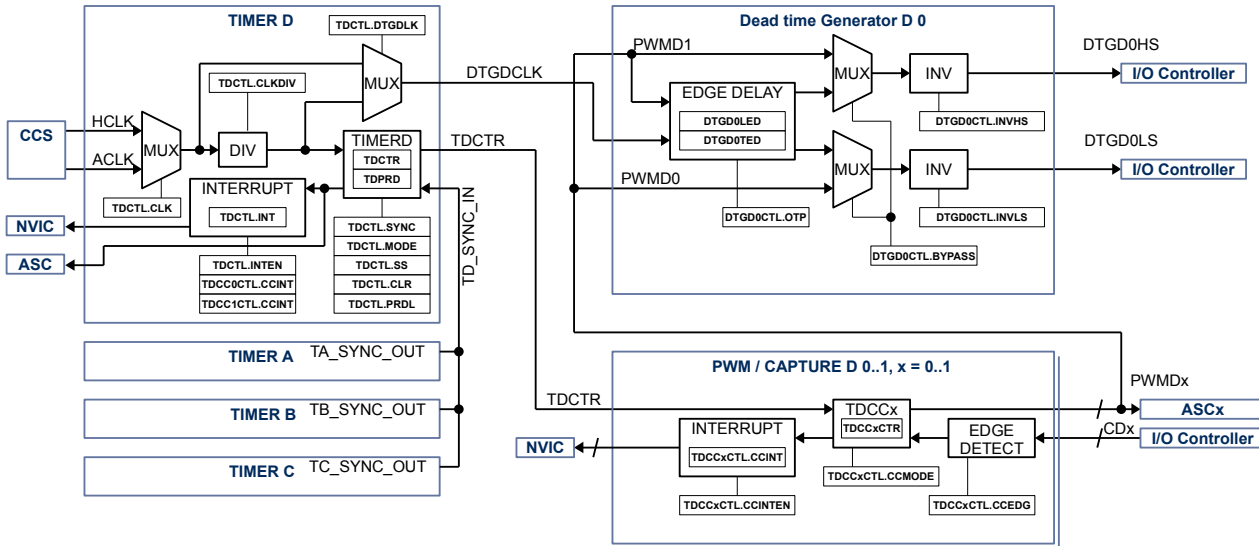 TIMER D
TDCTL.DTGDLK
MUX
DTGDCLK
TDCTL.CLKDIV
CCS
HCLK
ACLK
MUX
DIV
TIMERD
TDCTR
TDPRD
TDCTR
TDCTL.CLK
INTERRUPT
TDCTL.INT
NVIC
ASC
TDCTL.INTEN
TDCC0CTL.CCINT
TDCC1CTL.CCINT
TDCTL.SYNC
TDCTL.MODE
TDCTL.SS
TDCTL.CLR
TDCTL.PRDL
TD_SYNC_IN
TIMER A
TA_SYNC_OUT
TIMER B
TB_SYNC_OUT
TIMER C
TC_SYNC_OUT
Dead time Generator D 0
PWMD1
EDGE DELAY
DTGD0LED
DTGD0TED
DTGD0CTL.OTP
PWMD0
MUX
INV
DTGD0CTL.INVHS
DTGD0HS
I/O Controller
MUX
INV
DTGD0CTL.INVLS
DTGD0LS
I/O Controller
DTGD0CTL.BYPASS
PWM / CAPTURE D 0..1, x = 0..1
TDCTR
TDCCx
TDCCxCTR
TDCCxCTL.CCMODE
INTERRUPT
TDCCxCTL.CCINT
TDCCxCTL.CCINTEN
NVIC
EDGE
DETECT
TDCCxCTL.CCEDG
PWMDx
ASCx
CDx
I/O Controller